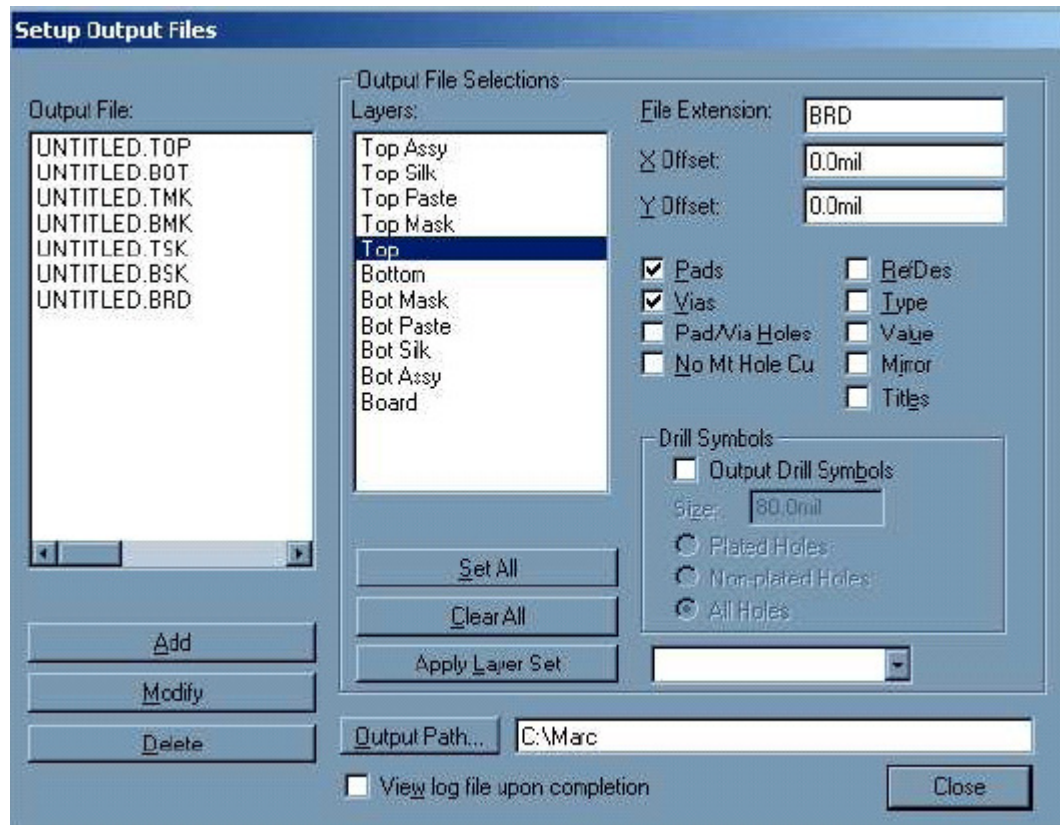 Setup Output Files
Output File:
UNTITLED.TOP
UNTITLED.BOT
UNTITLED.TMK
UNTITLED.BMK
UNTITLED.TSK
UNTITLED.BSK
UNTITLED.BRD
Add
Modify
Delete
Output File Selections
Layers:
Top Assy
Top Silk
Top Paste
Top Mask
Top
Bottom
Bot Mask
Bot Paste
Bot Silk
Bot Assy
Board
Set All
Clear All
Apply Layer Set
File Extension: BRD
X Offset: 0.0mil
Y Offset: 0.0mil
Pads
Vias
Pad/Via Holes
No Mt Hole Cu
RefDes
Type
Value
Mirror
Titles
Drill Symbols
Output Drill Symbols
Size: 80.0mil
Plated Holes
Non-plated Holes
All Holes
Output Path... C:\Marc
View log file upon completion
Close